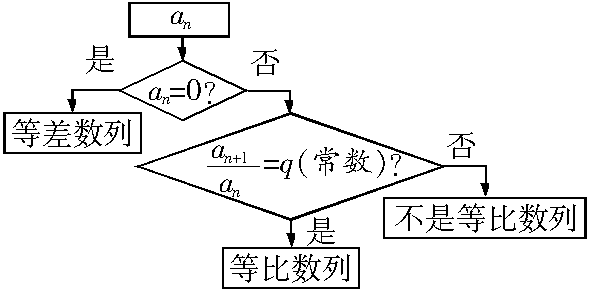 aₙ
是
否
aₙ=0?
等差数列
aₙ₊₁/aₙ=q(常数)?
否
不是等比数列
是
等比数列